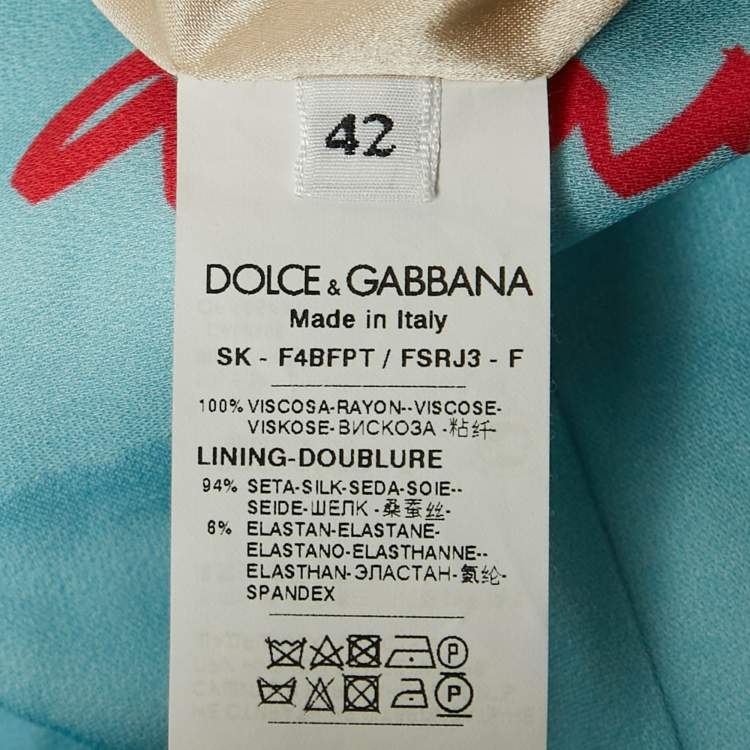 42
DOLCE & GABBANA
Made in Italy
SK - F4BFPT / FSRJ3 - F
100% VISCOSA-RAYON--VISCOSE-
VISKOSE-ВИСКОЗА -粘纤-
LINING-DOUBLURE
94% SETA-SILK-SEDA-SOIE--
SEIDE-ШЕЛК -桑蚕丝-
6% ELASTAN-ELASTANE-
ELASTANO-ELASTHANNE--
ELASTHAN-ЭЛАСТАН-氨纶-
SPANDEX
P
P